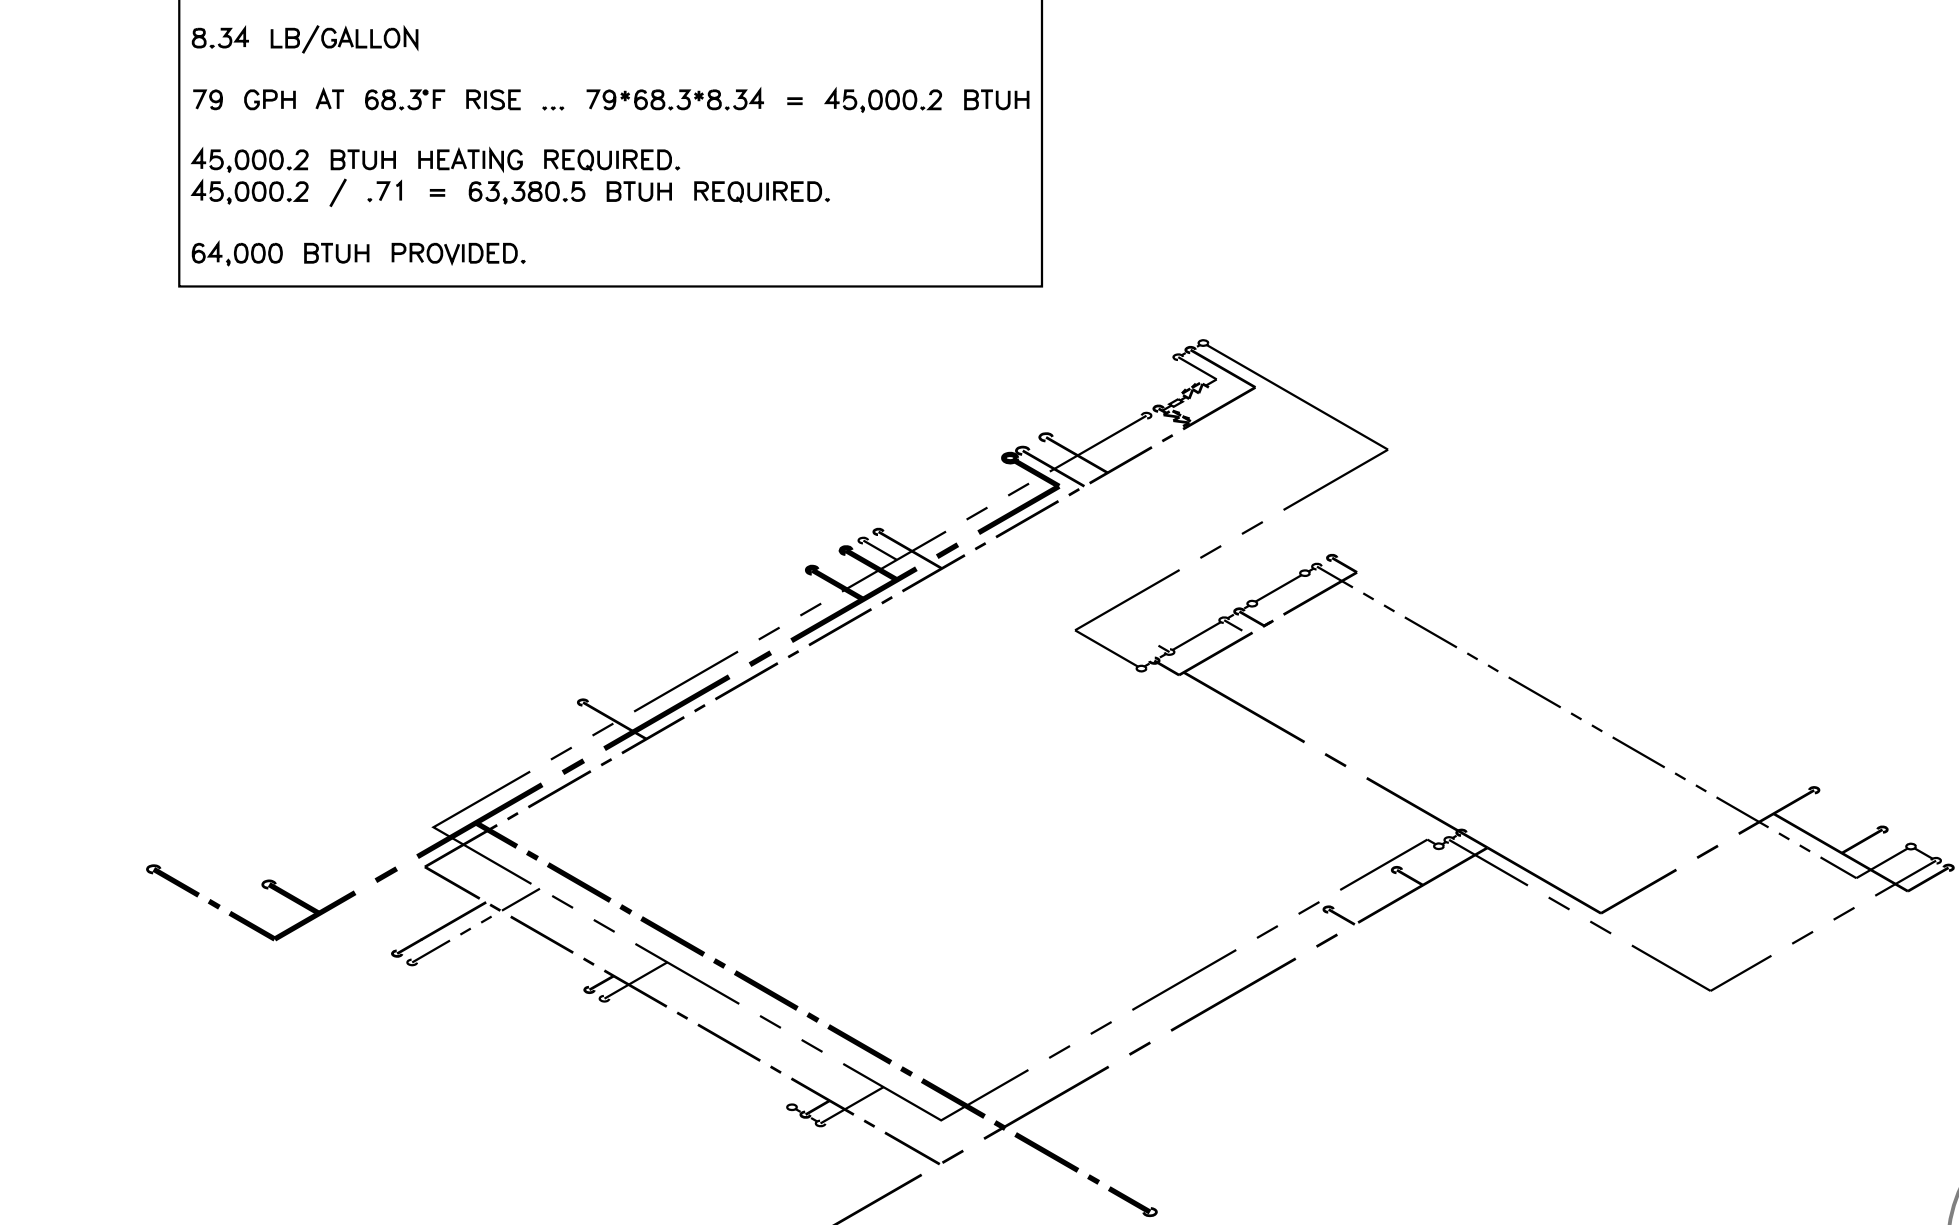 8.34 LB/GALLON
79 GPH AT 68.3°F RISE ... 79*68.3*8.34 = 45,000.2 BTUH
45,000.2 BTUH HEATING REQUIRED.
45,000.2 / .71 = 63,380.5 BTUH REQUIRED.
64,000 BTUH PROVIDED.